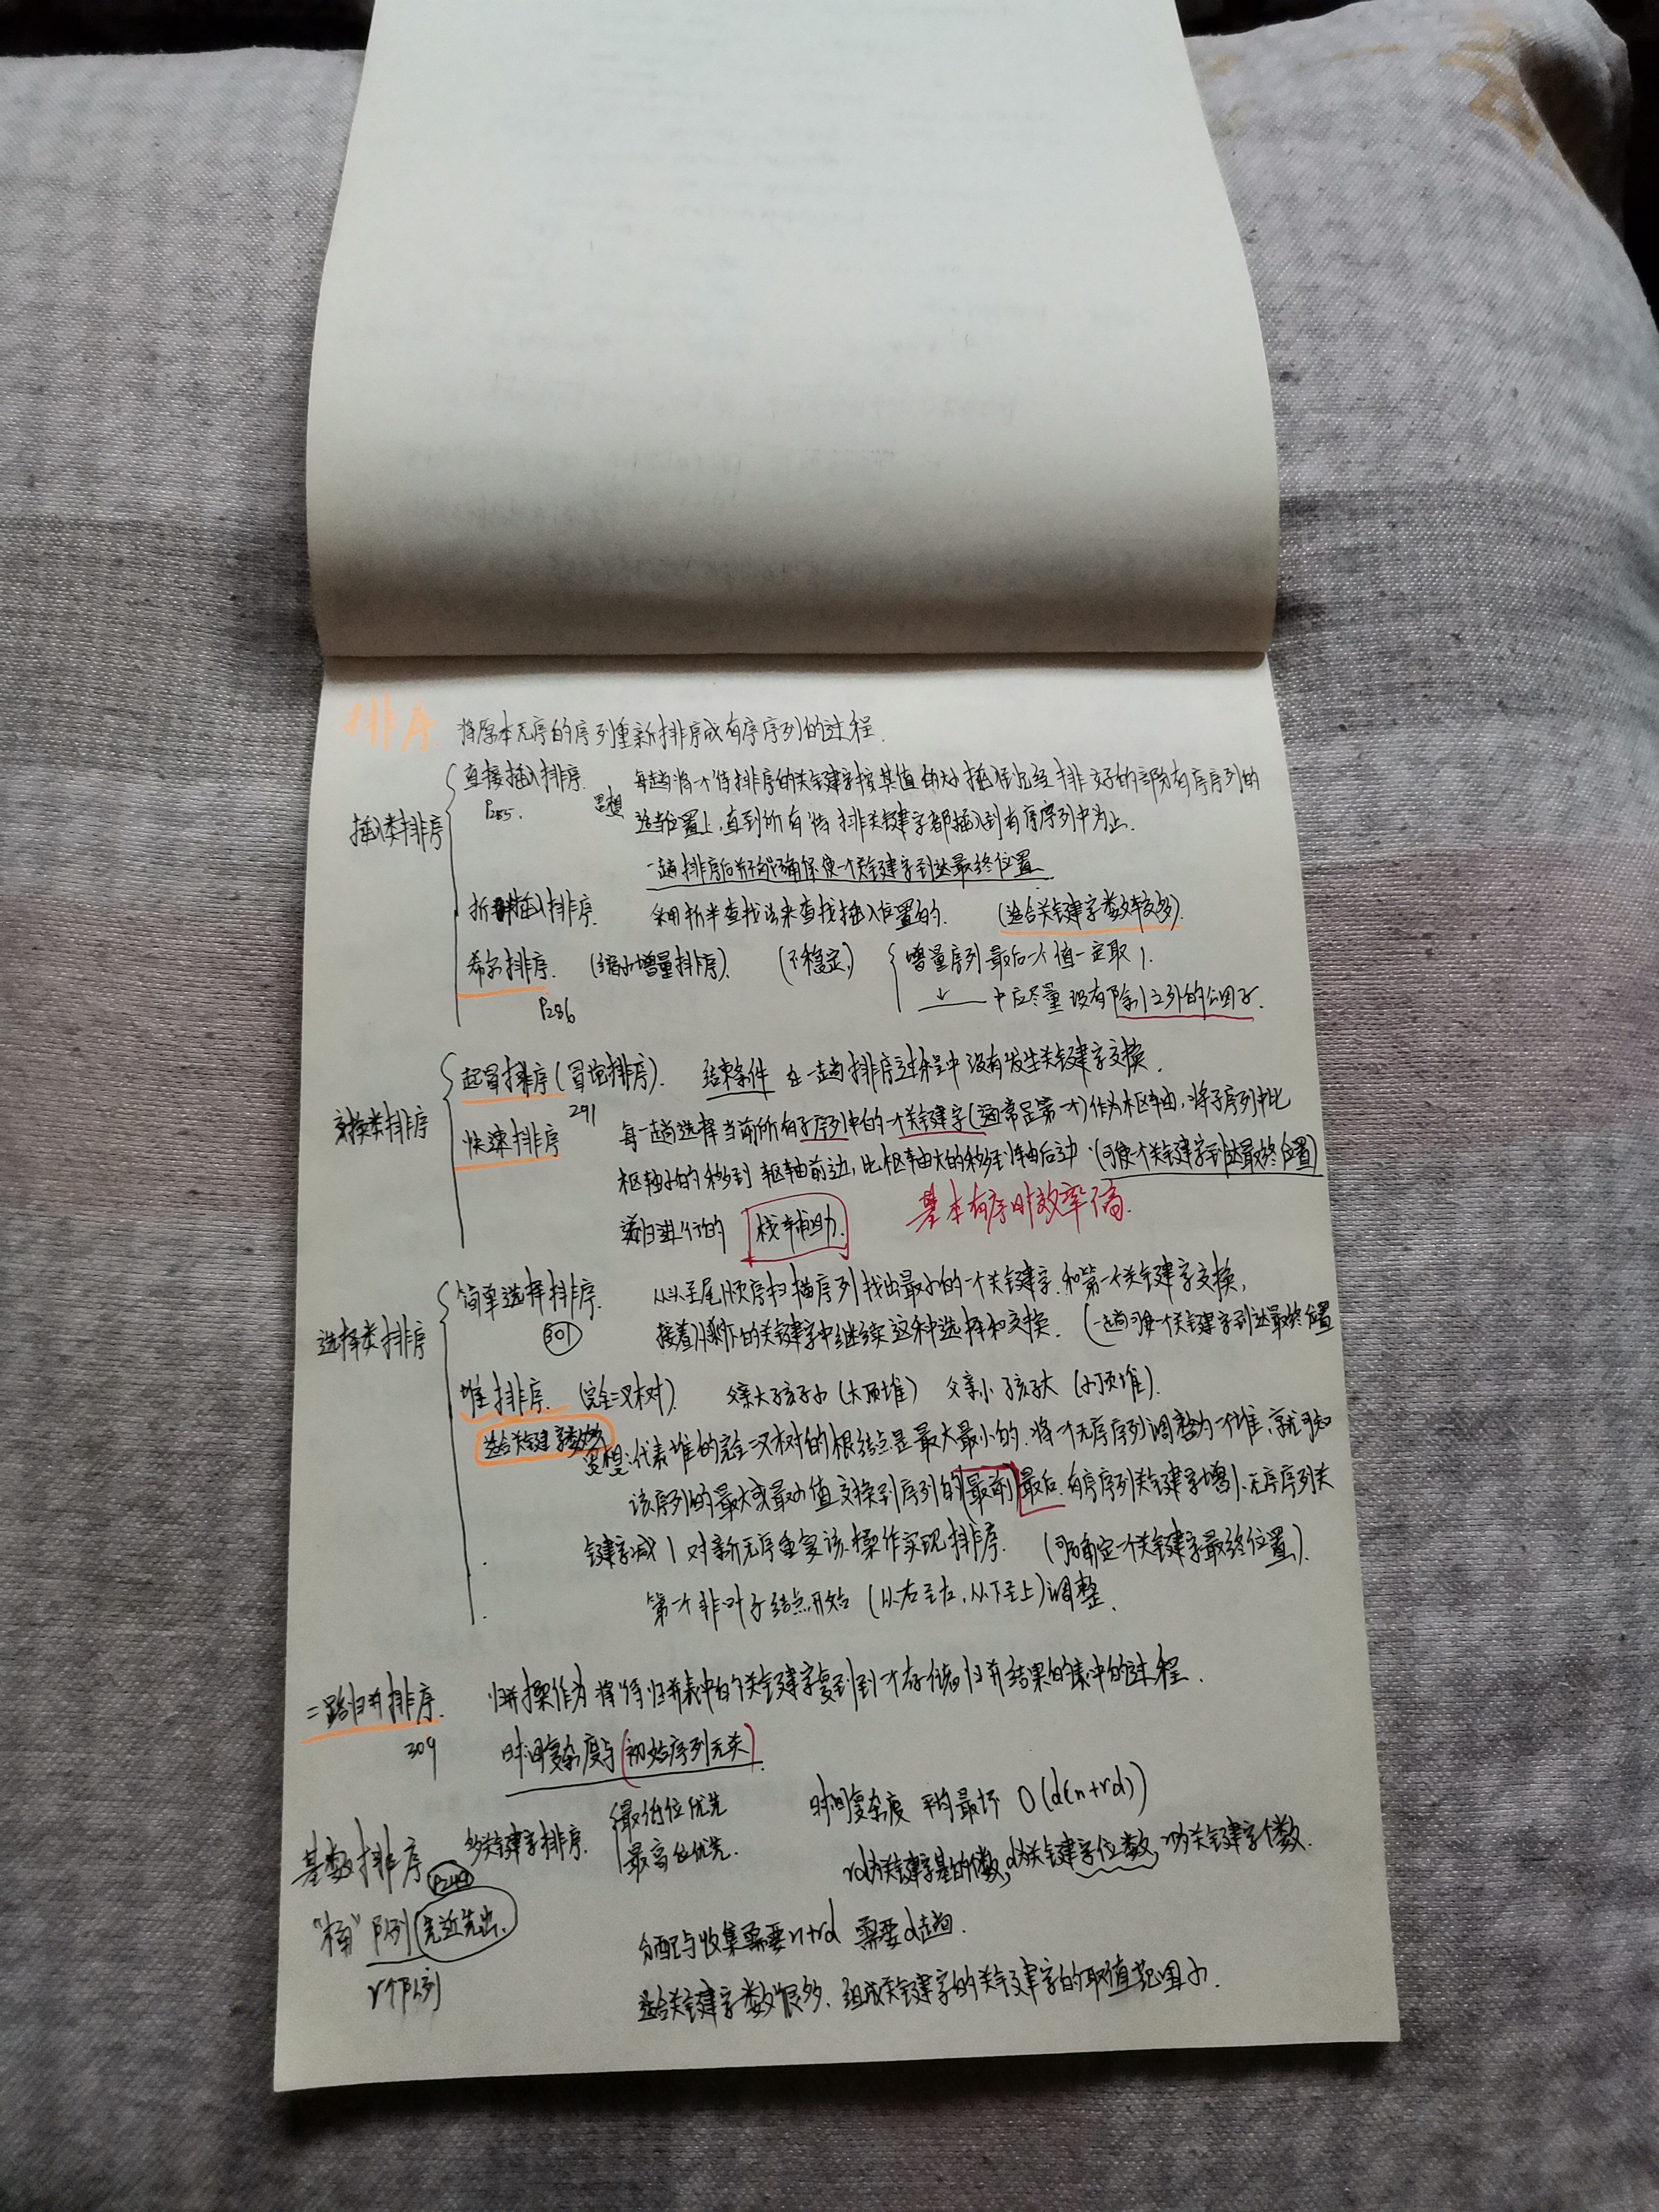 排序 将原本无序的序列重新排序成有序序列的过程.
插入类排序
直接插入排序. P285.
思想 每趟将一个待排序的关键字按其值的大小插入到已经排好的部分有序序列的
适当位置上,直到所有待排关键字都插入到有序序列中为止.
一趟排序后并不能确保使一个关键字到达最终位置
折半插入排序. 采用折半查找法来查找插入位置的. (适合关键字数较多)
希尔排序. (缩小增量排序). (不稳定) 增量序列最后一个值一定取1.
P286 ↓ 中应尽量没有除1之外的公因子.
交换类排序
起冒排序(冒泡排序). 结束条件 在一趟排序过程中没有发生关键字交换.
291
快速排序 每一趟选择当前所有子序列中的一个关键字(通常是第一个)作为枢轴,将子序列中比
枢轴小的移到枢轴前边,比枢轴大的移到枢轴后边.(可使一个关键字到达最终位置)
递归进行的 栈辅助. 基本有序时效率不高.
选择类排序
简单选择排序. 从头至尾顺序扫描序列找出最小的一个关键字.和第一个关键字交换,
301 接着从剩下的关键字中继续这种选择和交换. (一趟可使一个关键字到达最终位置
堆排序. (完全二叉树) 父亲大孩子小(大顶堆) 父亲小孩子大(小顶堆).
适合关键字数多
思想:代表堆的完全二叉树的根结点是最大最小的.将一个无序序列调整为一个堆,就可知
该序列的最大或最小值交换到序列的最前最后.有序序列关键字增1.无序序列关
键字减1 对新无序重复该操作实现排序. (可确定一个关键字最终位置).
第一个非叶子结点开始(从右至左,从下至上)调整.
二路归并排序. 归并操作为将待归并表中的关键字复到到一个存储归并结果的表中的过程.
309 时间复杂度与(初始序列无关)
基数排序 多关键字排序. 最低位优先 时间复杂度 平均最坏 O(d(n+rd))
最高位优先. rd为关键字基的个数,d为关键字位数,n为关键字个数.
“桶”队列(先进先出.) 分配与收集需要n+rd 需要d趟.
r个队列 适合关键字数很多.组成关键字的关键字的取值范围小.